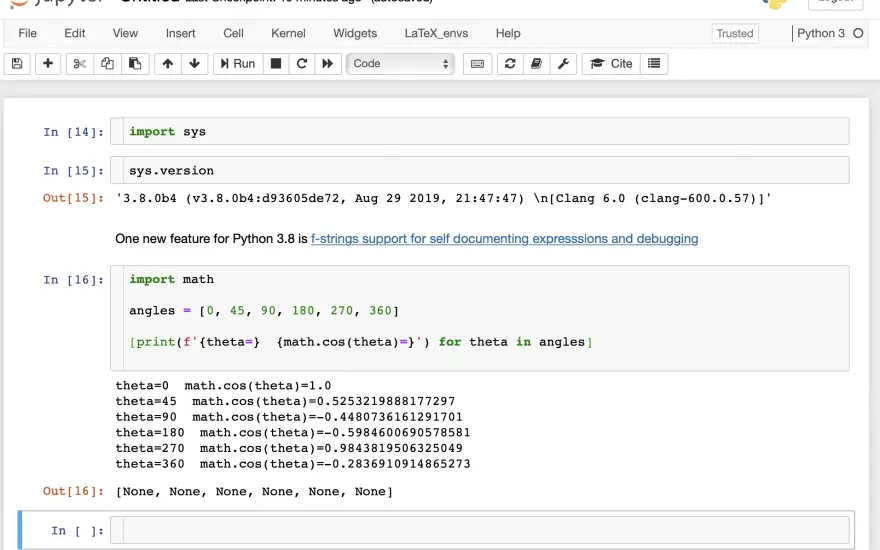 File Edit View Insert Cell Kernel Widgets LaTeX_envs Help Trusted Python 3
Run Code Cite
In [14]: import sys
In [15]: sys.version
Out[15]: '3.8.0b4 (v3.8.0b4:d93605de72, Aug 29 2019, 21:47:47) \n[Clang 6.0 (clang-600.0.57)]'
One new feature for Python 3.8 is f-strings support for self documenting expresssions and debugging
In [16]: import math
angles = [0, 45, 90, 180, 270, 360]
[print(f'{theta=}  {math.cos(theta)=}') for theta in angles]
theta=0  math.cos(theta)=1.0
theta=45  math.cos(theta)=0.5253219888177297
theta=90  math.cos(theta)=-0.4480736161291701
theta=180  math.cos(theta)=-0.5984600690578581
theta=270  math.cos(theta)=0.9843819506325049
theta=360  math.cos(theta)=-0.2836910914865273
Out[16]: [None, None, None, None, None, None]
In [ ]: